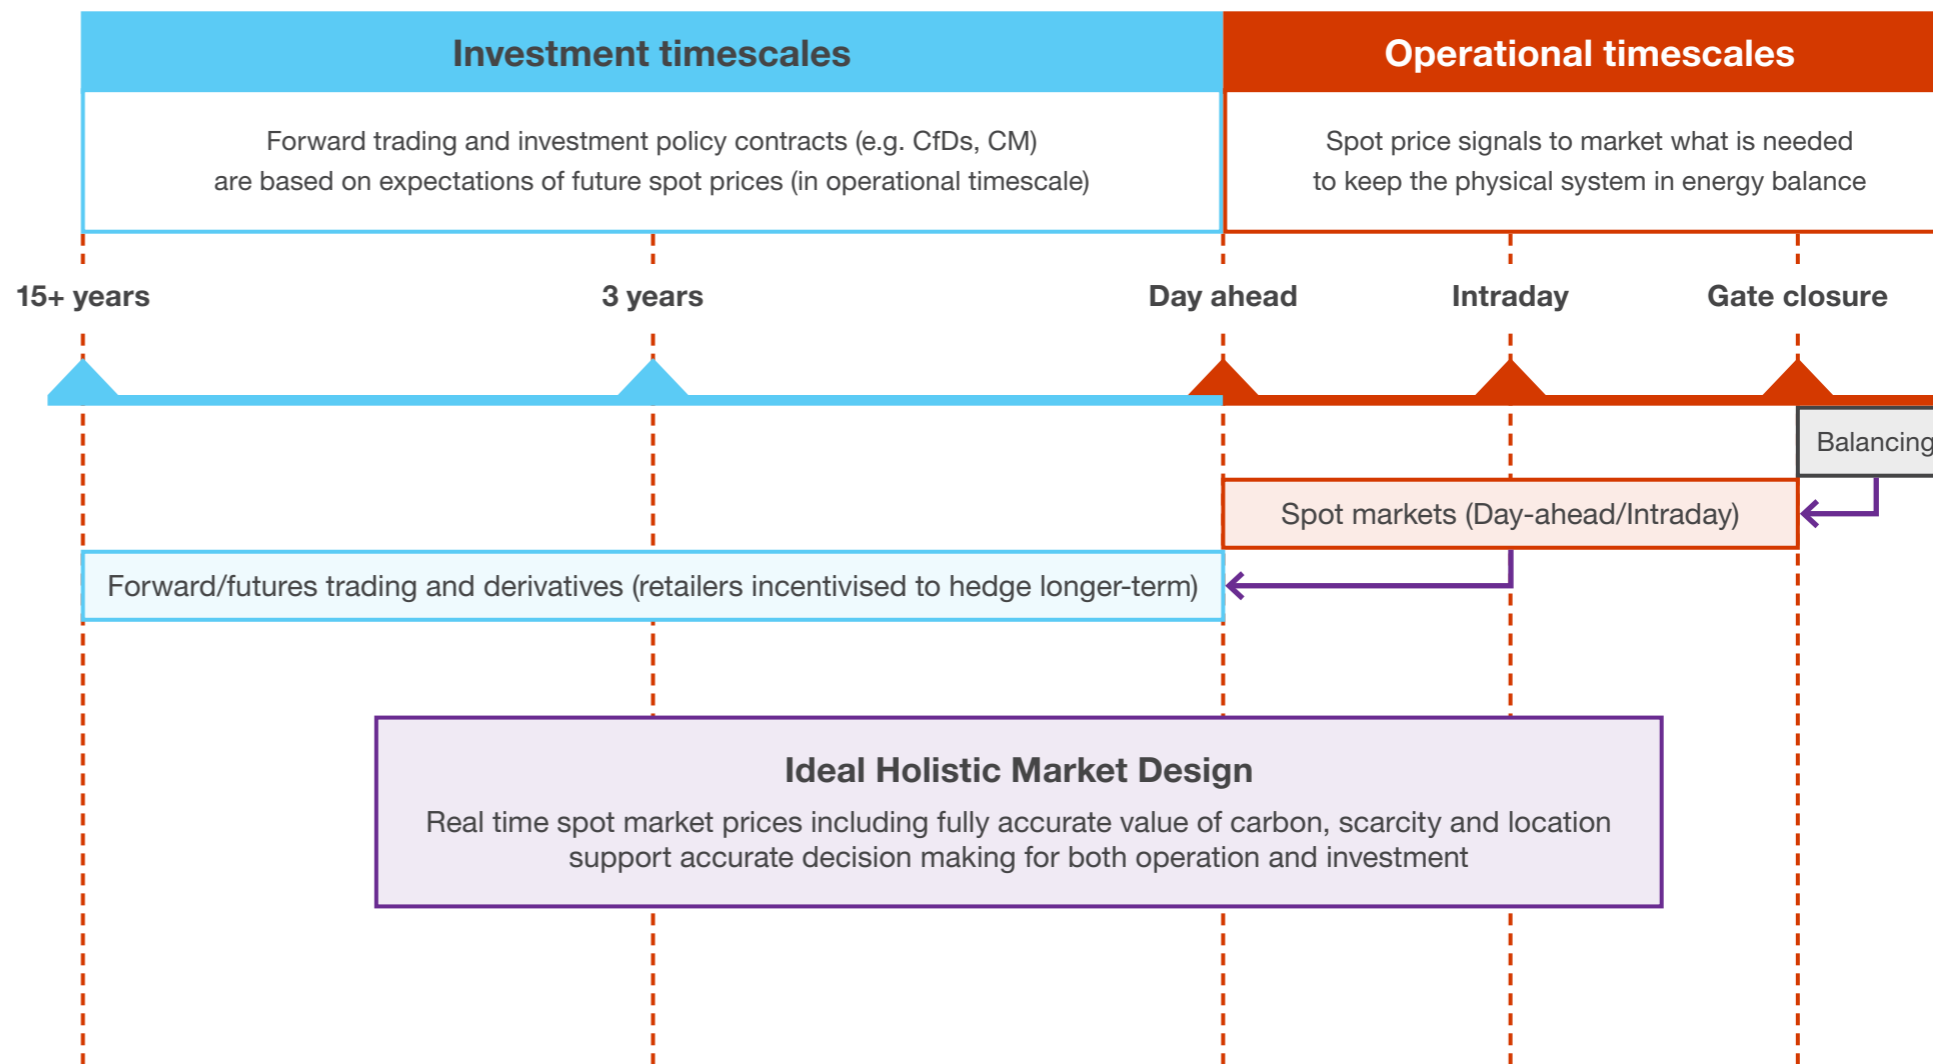 Investment timescales
Operational timescales
Forward trading and investment policy contracts (e.g. CfDs, CM)
are based on expectations of future spot prices (in operational timescale)
Spot price signals to market what is needed
to keep the physical system in energy balance
15+ years
3 years
Day ahead
Intraday
Gate closure
Balancing
Spot markets (Day-ahead/Intraday)
Forward/futures trading and derivatives (retailers incentivised to hedge longer-term)
Ideal Holistic Market Design
Real time spot market prices including fully accurate value of carbon, scarcity and location
support accurate decision making for both operation and investment